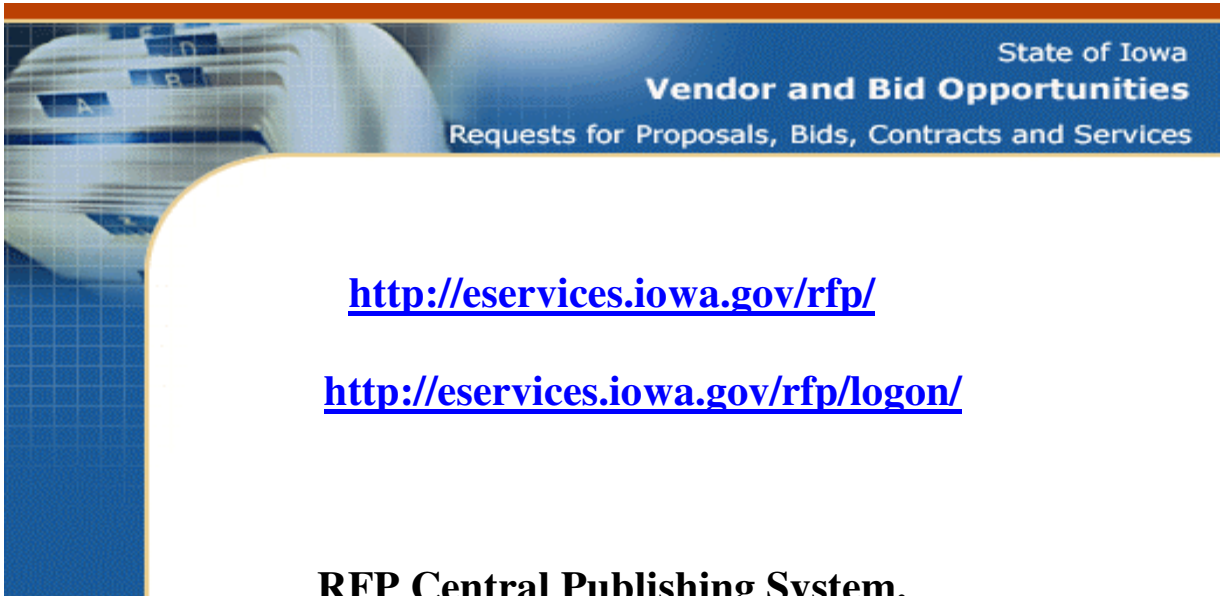 State of Iowa
Vendor and Bid Opportunities
Requests for Proposals, Bids, Contracts and Services
E
D
B
A
http://eservices.iowa.gov/rfp/
http://eservices.iowa.gov/rfp/logon/
RFP Central Publishing System.